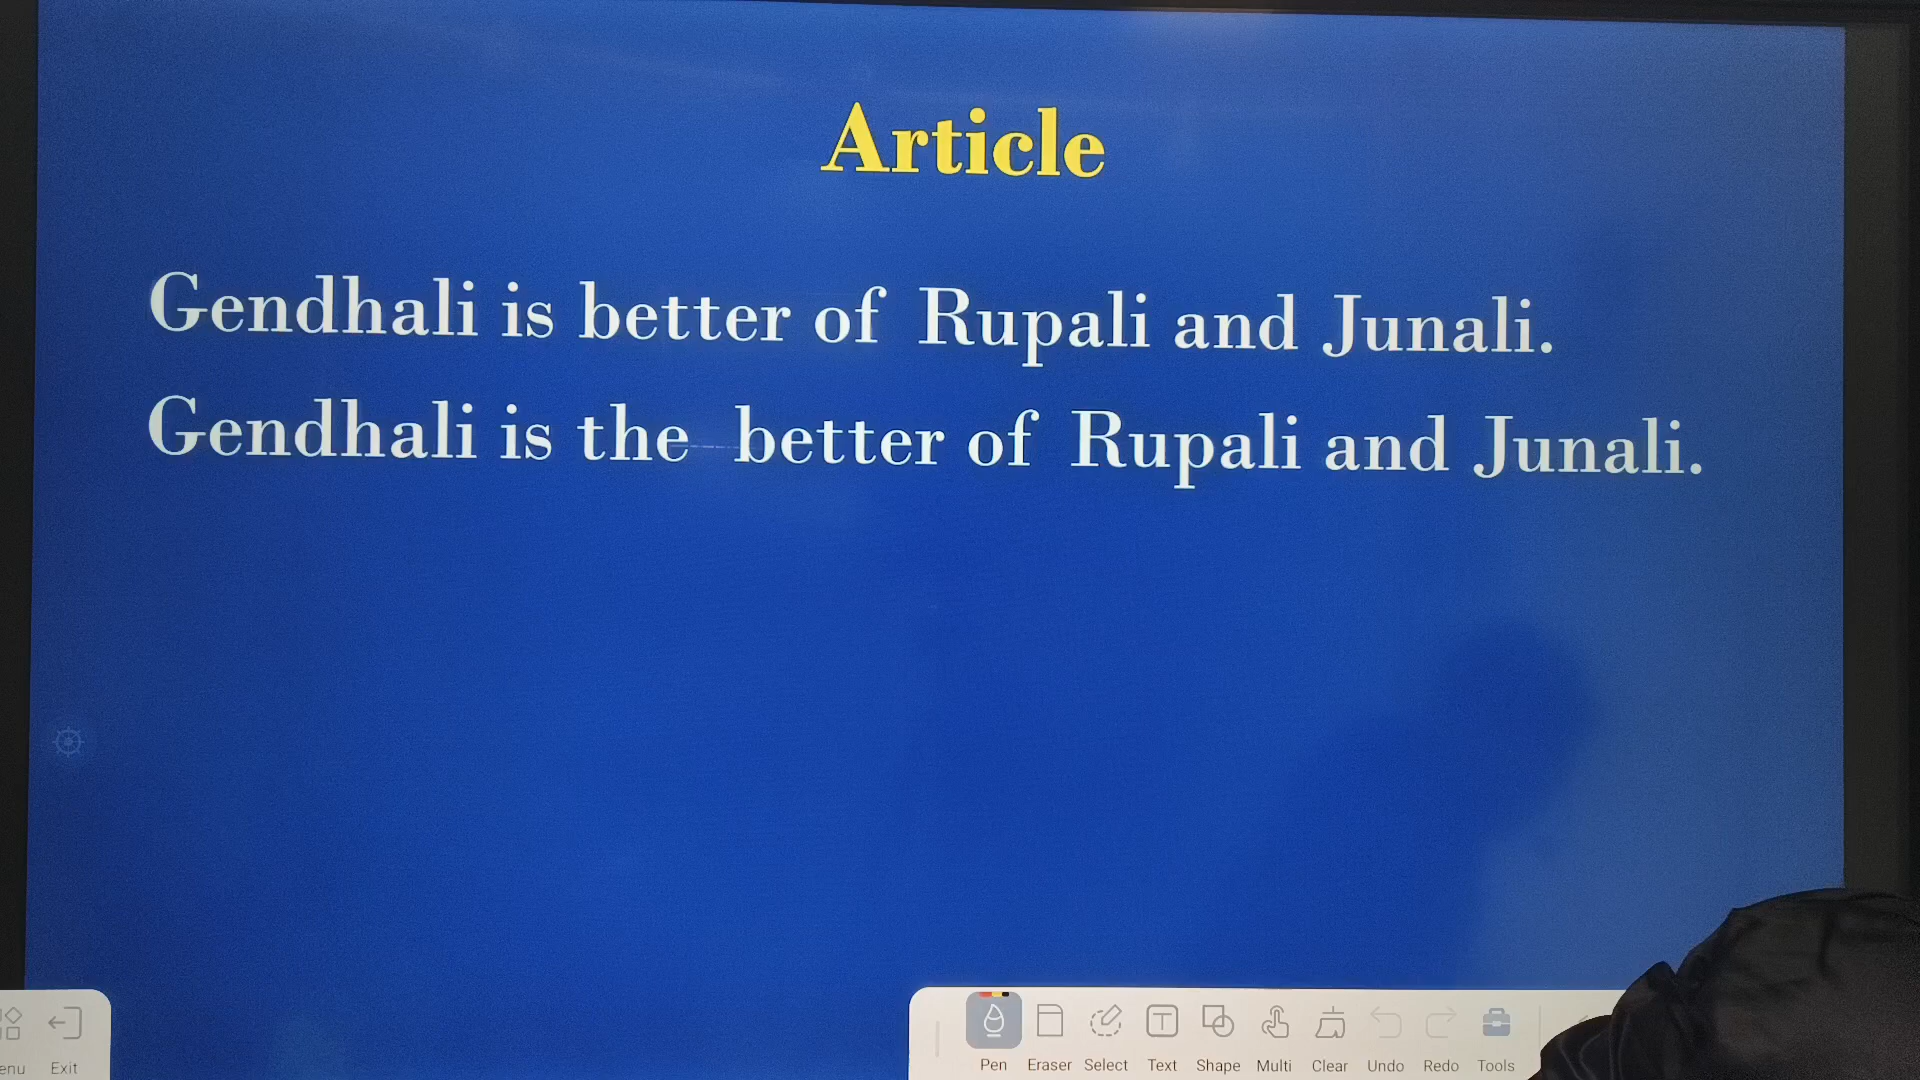 Article
Gendhali is better of Rupali and Junali.
Gendhali is the better of Rupali and Junali.
enu Exit Pen Eraser Select Text Shape Multi Clear Undo Redo Tools